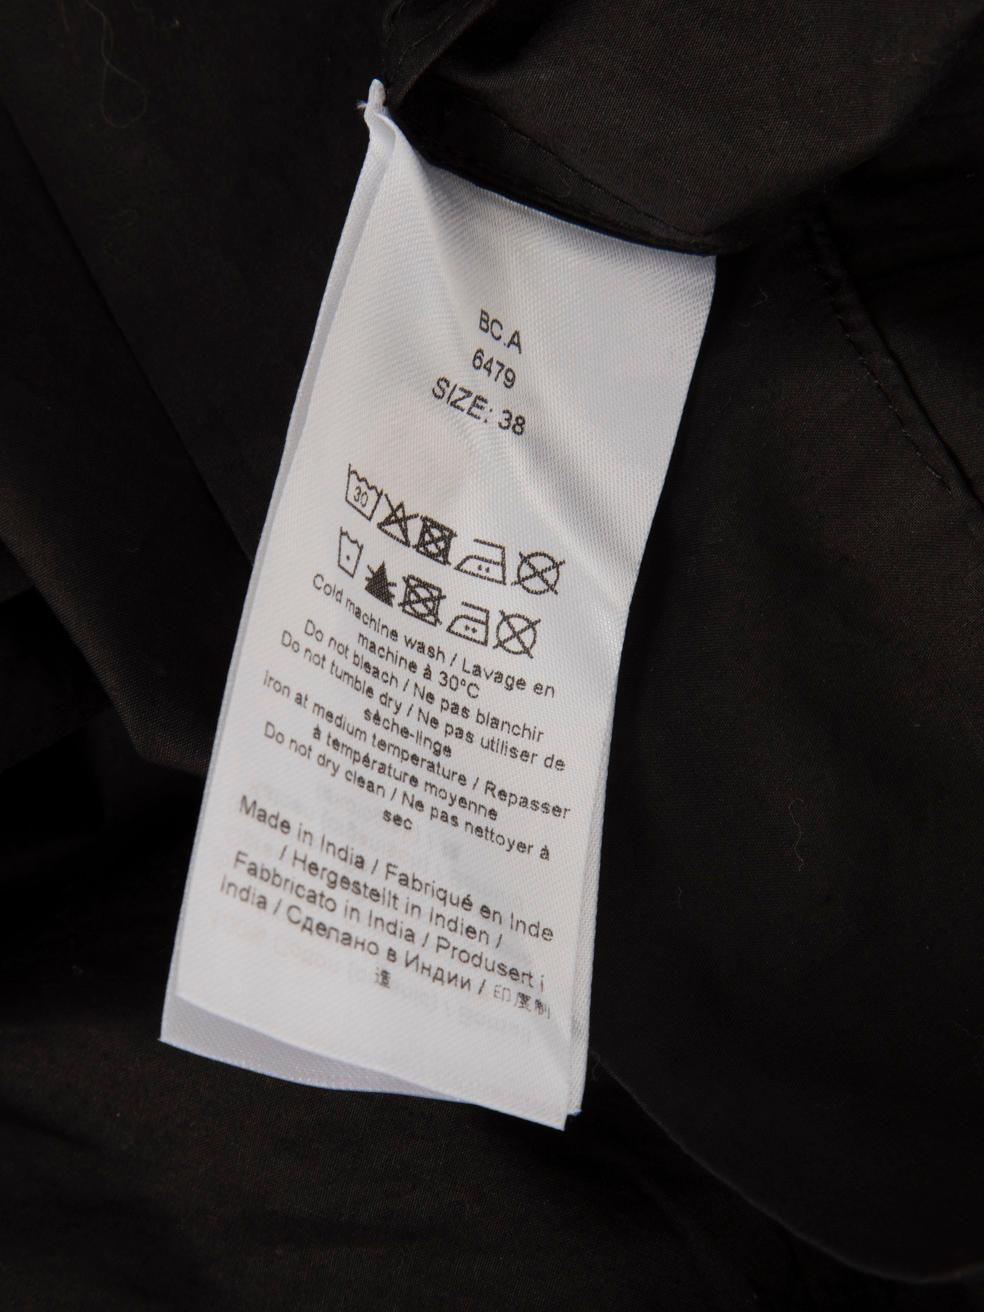 BC.A
6479
SIZE: 38
30
Cold machine wash / Lavage en
machine à 30°C
Do not bleach / Ne pas blanchir
Do not tumble dry / Ne pas utiliser de
sèche-linge
Iron at medium temperature / Repasser
à température moyenne
Do not dry clean / Ne pas nettoyer à
sec
Made in India / Fabriqué en Inde
/ Hergestellt in Indien /
Fabbricato in India / Produsert i
India / Сделано в Индии / 印度制
造